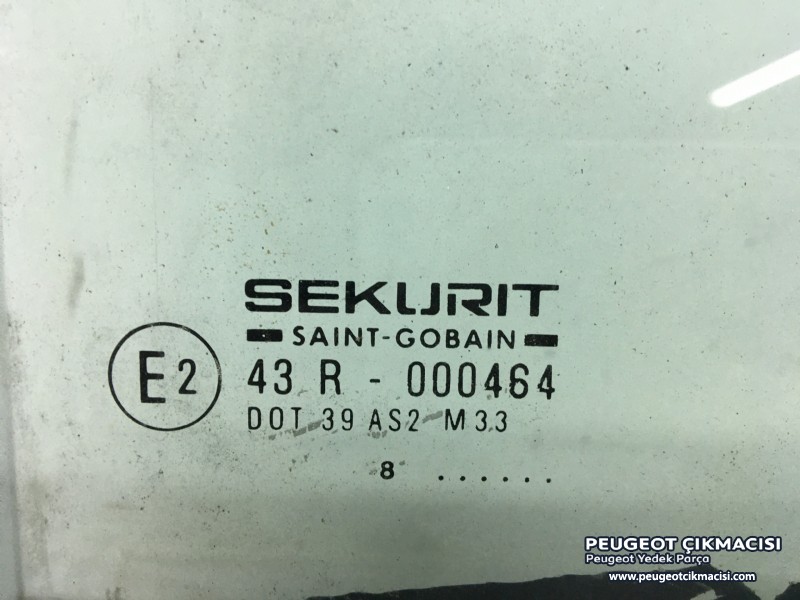 SEKURIT
SAINT-GOBAIN
E2 43 R - 000464
DOT 39 AS2 M33
8 ......
PEUGEOT ÇIKMACISI
Peugeot Yedek Parça
www.peugeotcikmacisi.com